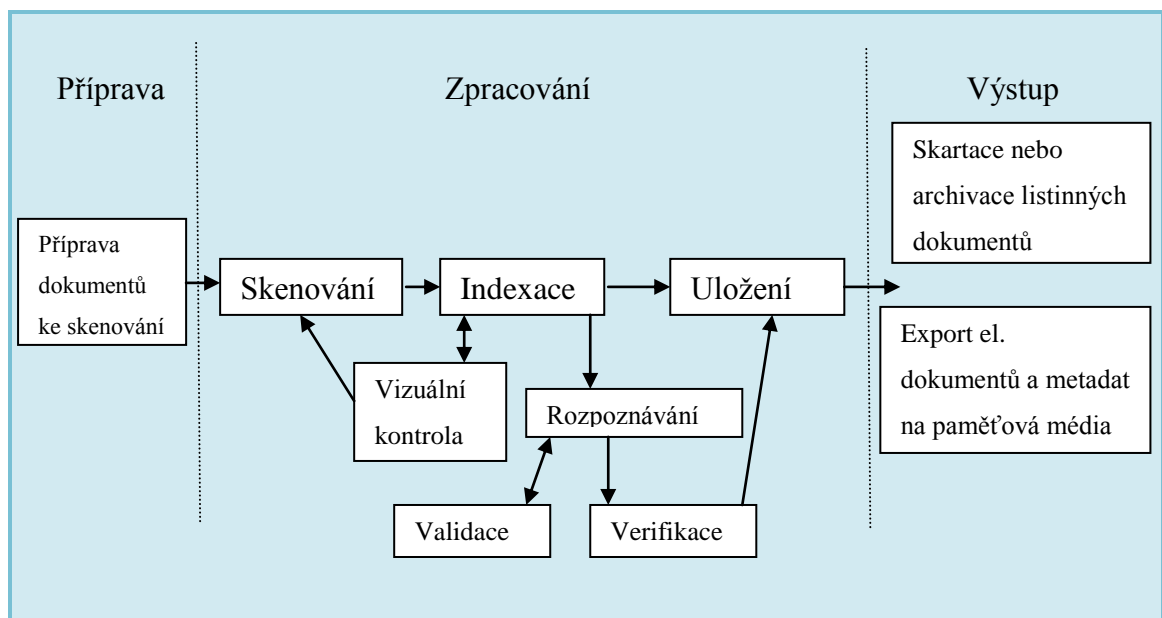 Příprava
Zpracování
Výstup
Skartace nebo
archivace listinných
dokumentů
Příprava
dokumentů
ke skenování
Skenování
Indexace
Uložení
Export el.
dokumentů a metadat
na paměťová média
Vizuální
kontrola
Rozpoznávání
Validace
Verifikace